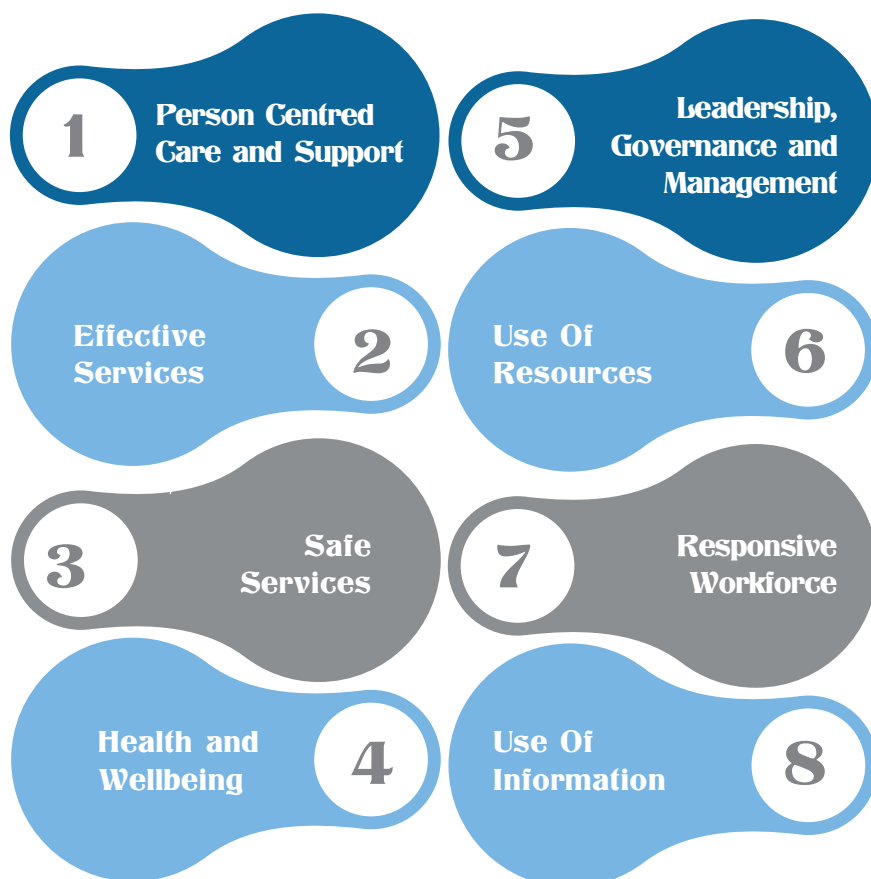 1
Person Centred
Care and Support
Effective
Services
2
3
Safe
Services
Health and
Wellbeing
4
5
Leadership,
Governance and
Management
Use Of
Resources
6
7
Responsive
Workforce
Use Of
Information
8